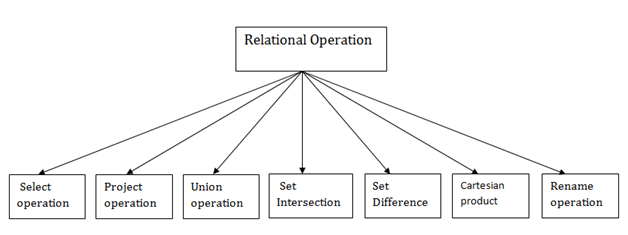 Relational Operation
Select
operation
Project
operation
Union
operation
Set
Intersection
Set
Difference
Cartesian
product
Rename
operation